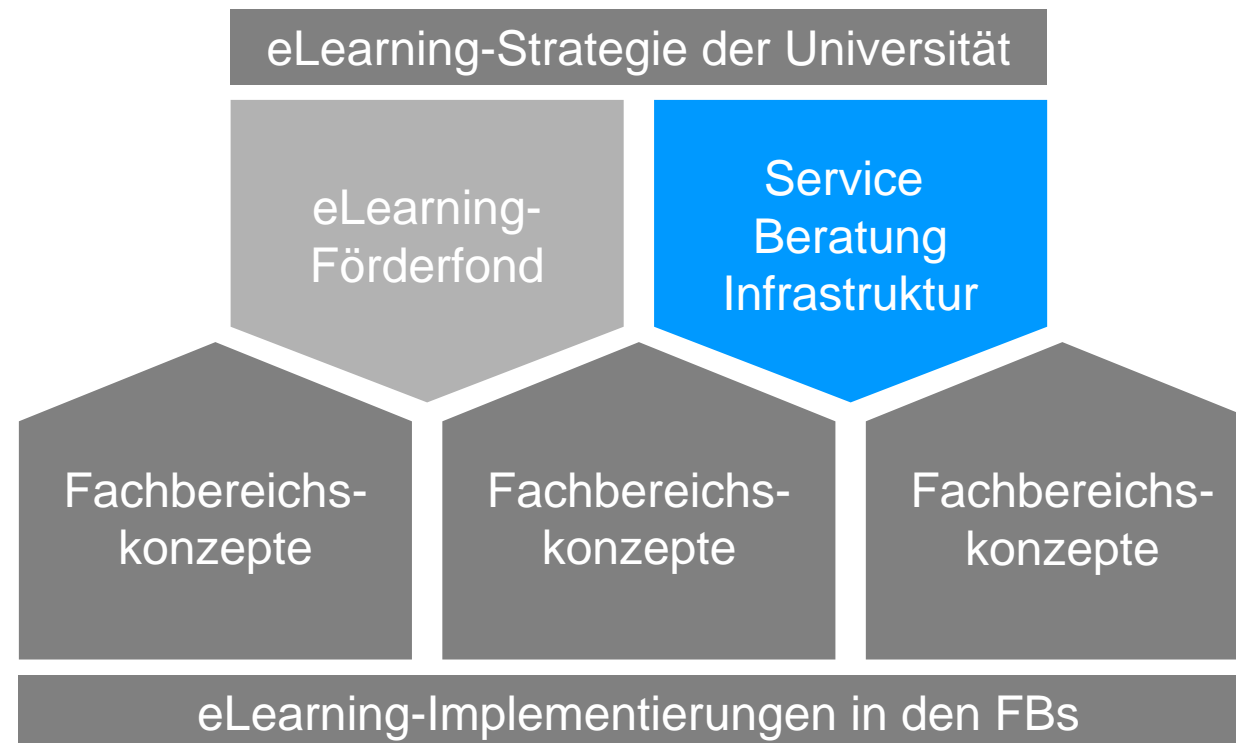 eLearning-Strategie der Universität
eLearning-
Förderfond
Service
Beratung
Infrastruktur
Fachbereichs-
konzepte
Fachbereichs-
konzepte
Fachbereichs-
konzepte
eLearning-Implementierungen in den FBs